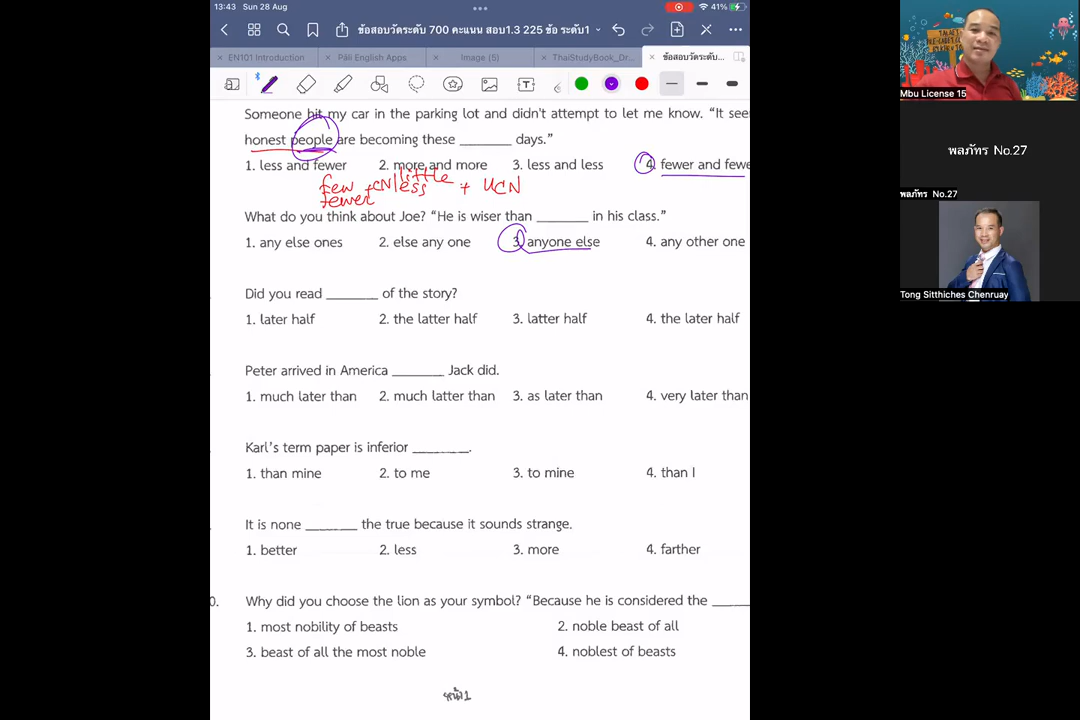 13:43 Sun 28 Aug
41%
ข้อสอบวัดระดับ 700 คะแนน สอบ1.3 225 ข้อ ระดับ1
EN101 Introduction
Pāli English Apps
Image (5)
ThaiStudyBook_Or...
ข้อสอบวัดระดับ...
Someone hit my car in the parking lot and didn't attempt to let me know. "It seer
honest people are becoming these ______ days."
1. less and fewer 2. more and more 3. less and less 4. fewer and fewe
few + CN little
less + UCN
fewer
What do you think about Joe? "He is wiser than ______ in his class."
1. any else ones 2. else any one 3. anyone else 4. any other one
Did you read ______ of the story?
1. later half 2. the latter half 3. latter half 4. the later half
Peter arrived in America ______ Jack did.
1. much later than 2. much latter than 3. as later than 4. very later than
Karl's term paper is inferior ______.
1. than mine 2. to me 3. to mine 4. than I
It is none ______ the true because it sounds strange.
1. better 2. less 3. more 4. farther
0. Why did you choose the lion as your symbol? "Because he is considered the ____
1. most nobility of beasts 2. noble beast of all
3. beast of all the most noble 4. noblest of beasts
หน้า1
Mbu License 15
พลภัทร No.27
พลภัทร No.27
Tong Sitthiches Chenruay